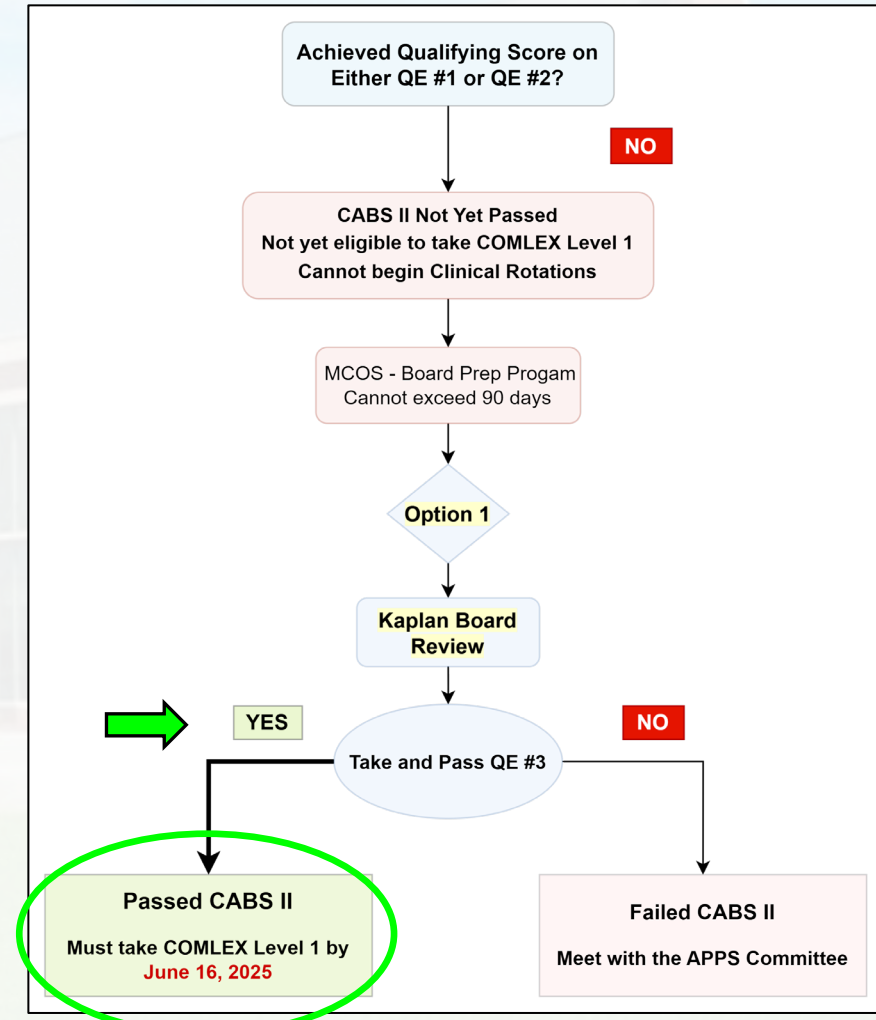 Achieved Qualifying Score on
Either QE #1 or QE #2?
NO
CABS II Not Yet Passed
Not yet eligible to take COMLEX Level 1
Cannot begin Clinical Rotations
MCOS - Board Prep Progam
Cannot exceed 90 days
Option 1
Kaplan Board
Review
YES
NO
Take and Pass QE #3
Passed CABS II
Must take COMLEX Level 1 by
June 16, 2025
Failed CABS II
Meet with the APPS Committee